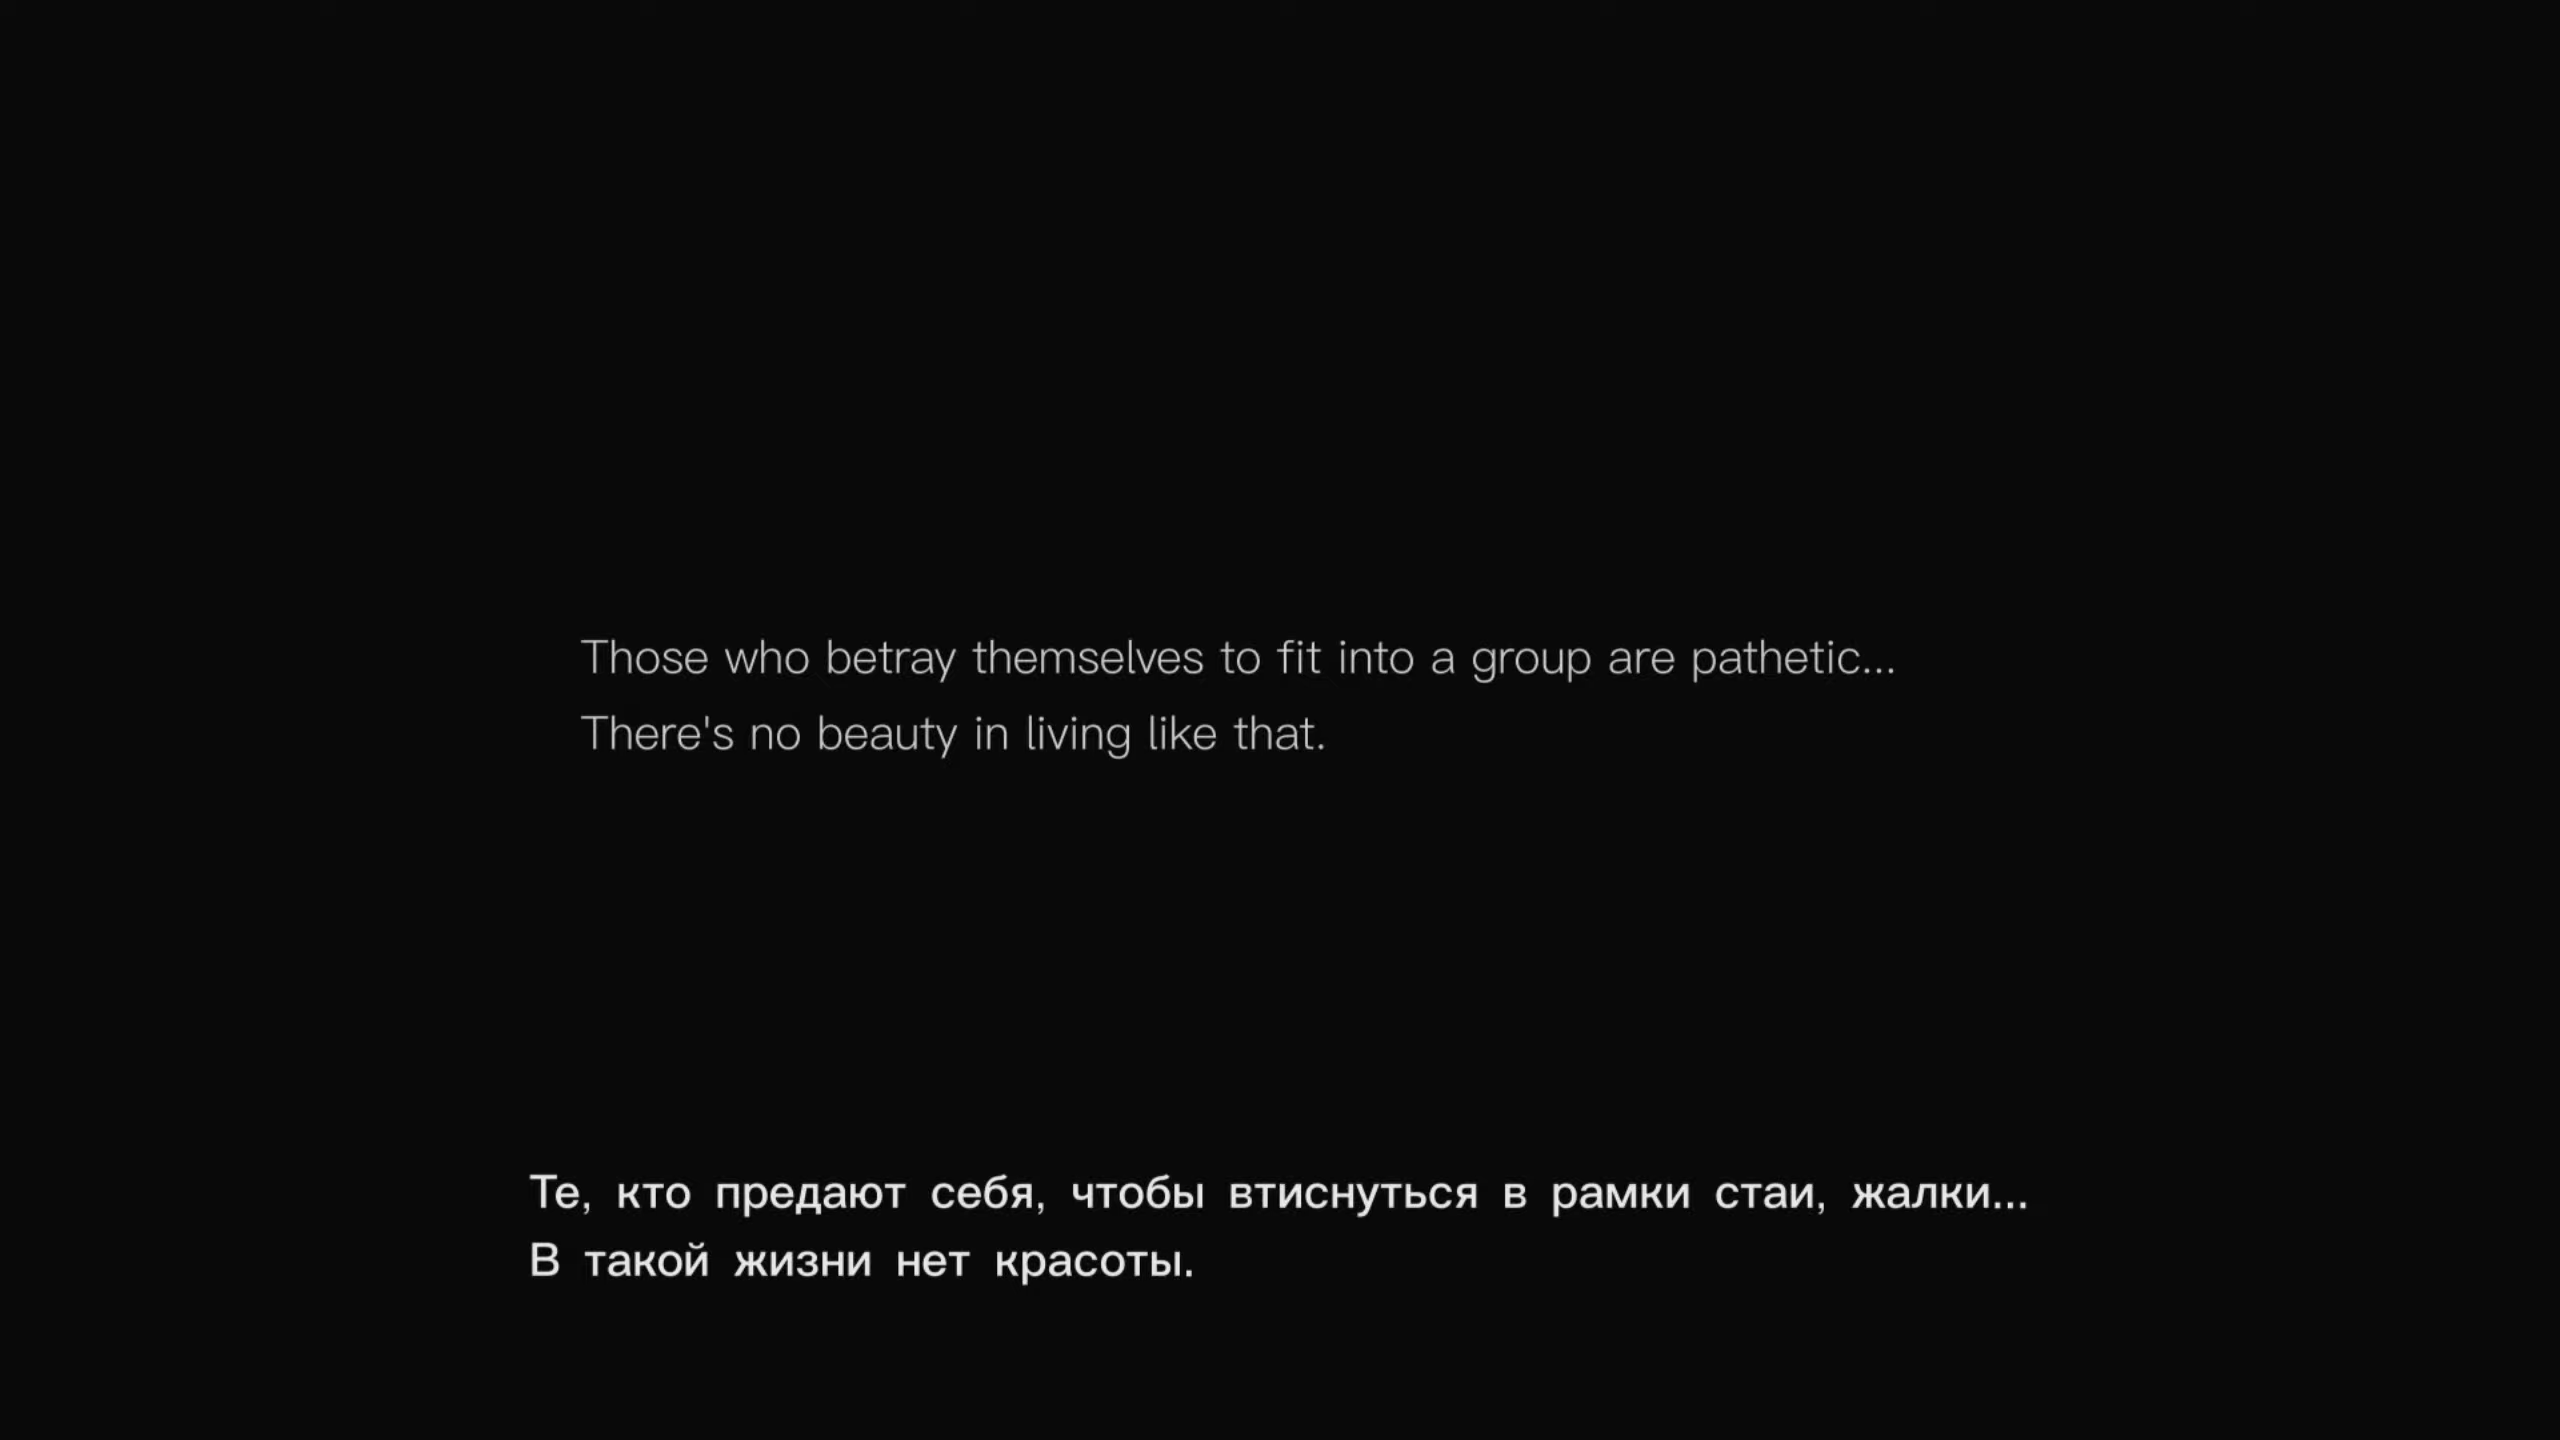 Those who betray themselves to fit into a group are pathetic...
There's no beauty in living like that.
Те, кто предают себя, чтобы втиснуться в рамки стаи, жалки...
В такой жизни нет красоты.